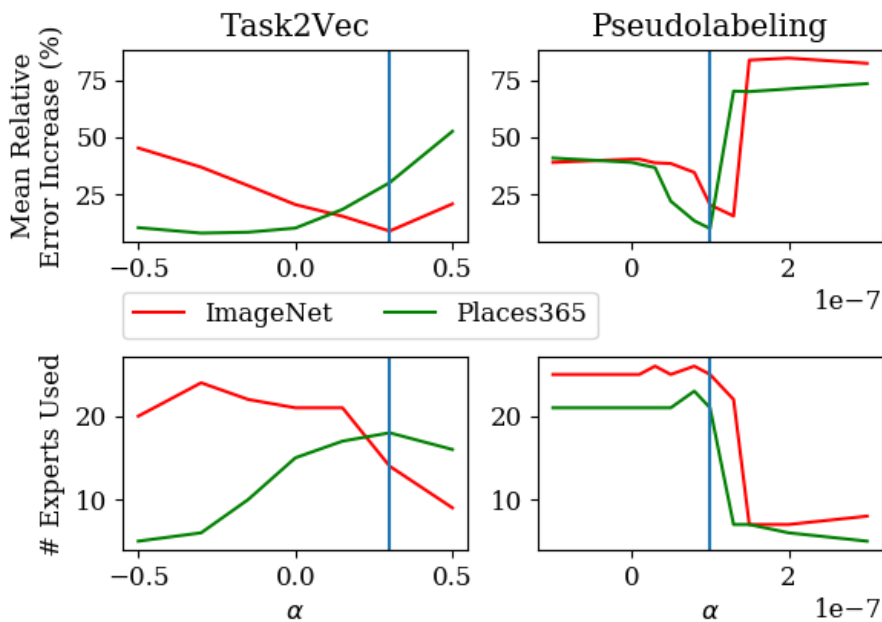 Task2Vec
Pseudolabeling
Mean Relative
Error Increase (%)
75
50
25
−0.5
0.0
0.5
75
50
25
0
2
1e−7
ImageNet
Places365
# Experts Used
20
10
−0.5
0.0
0.5
α
20
10
0
2
α
1e−7